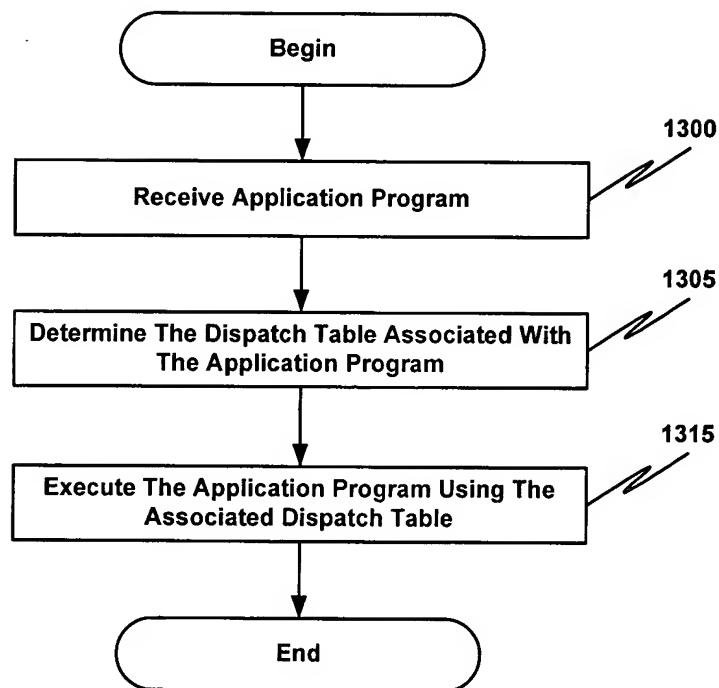 Begin
1300
Receive Application Program
1305
Determine The Dispatch Table Associated With
The Application Program
1315
Execute The Application Program Using The
Associated Dispatch Table
End